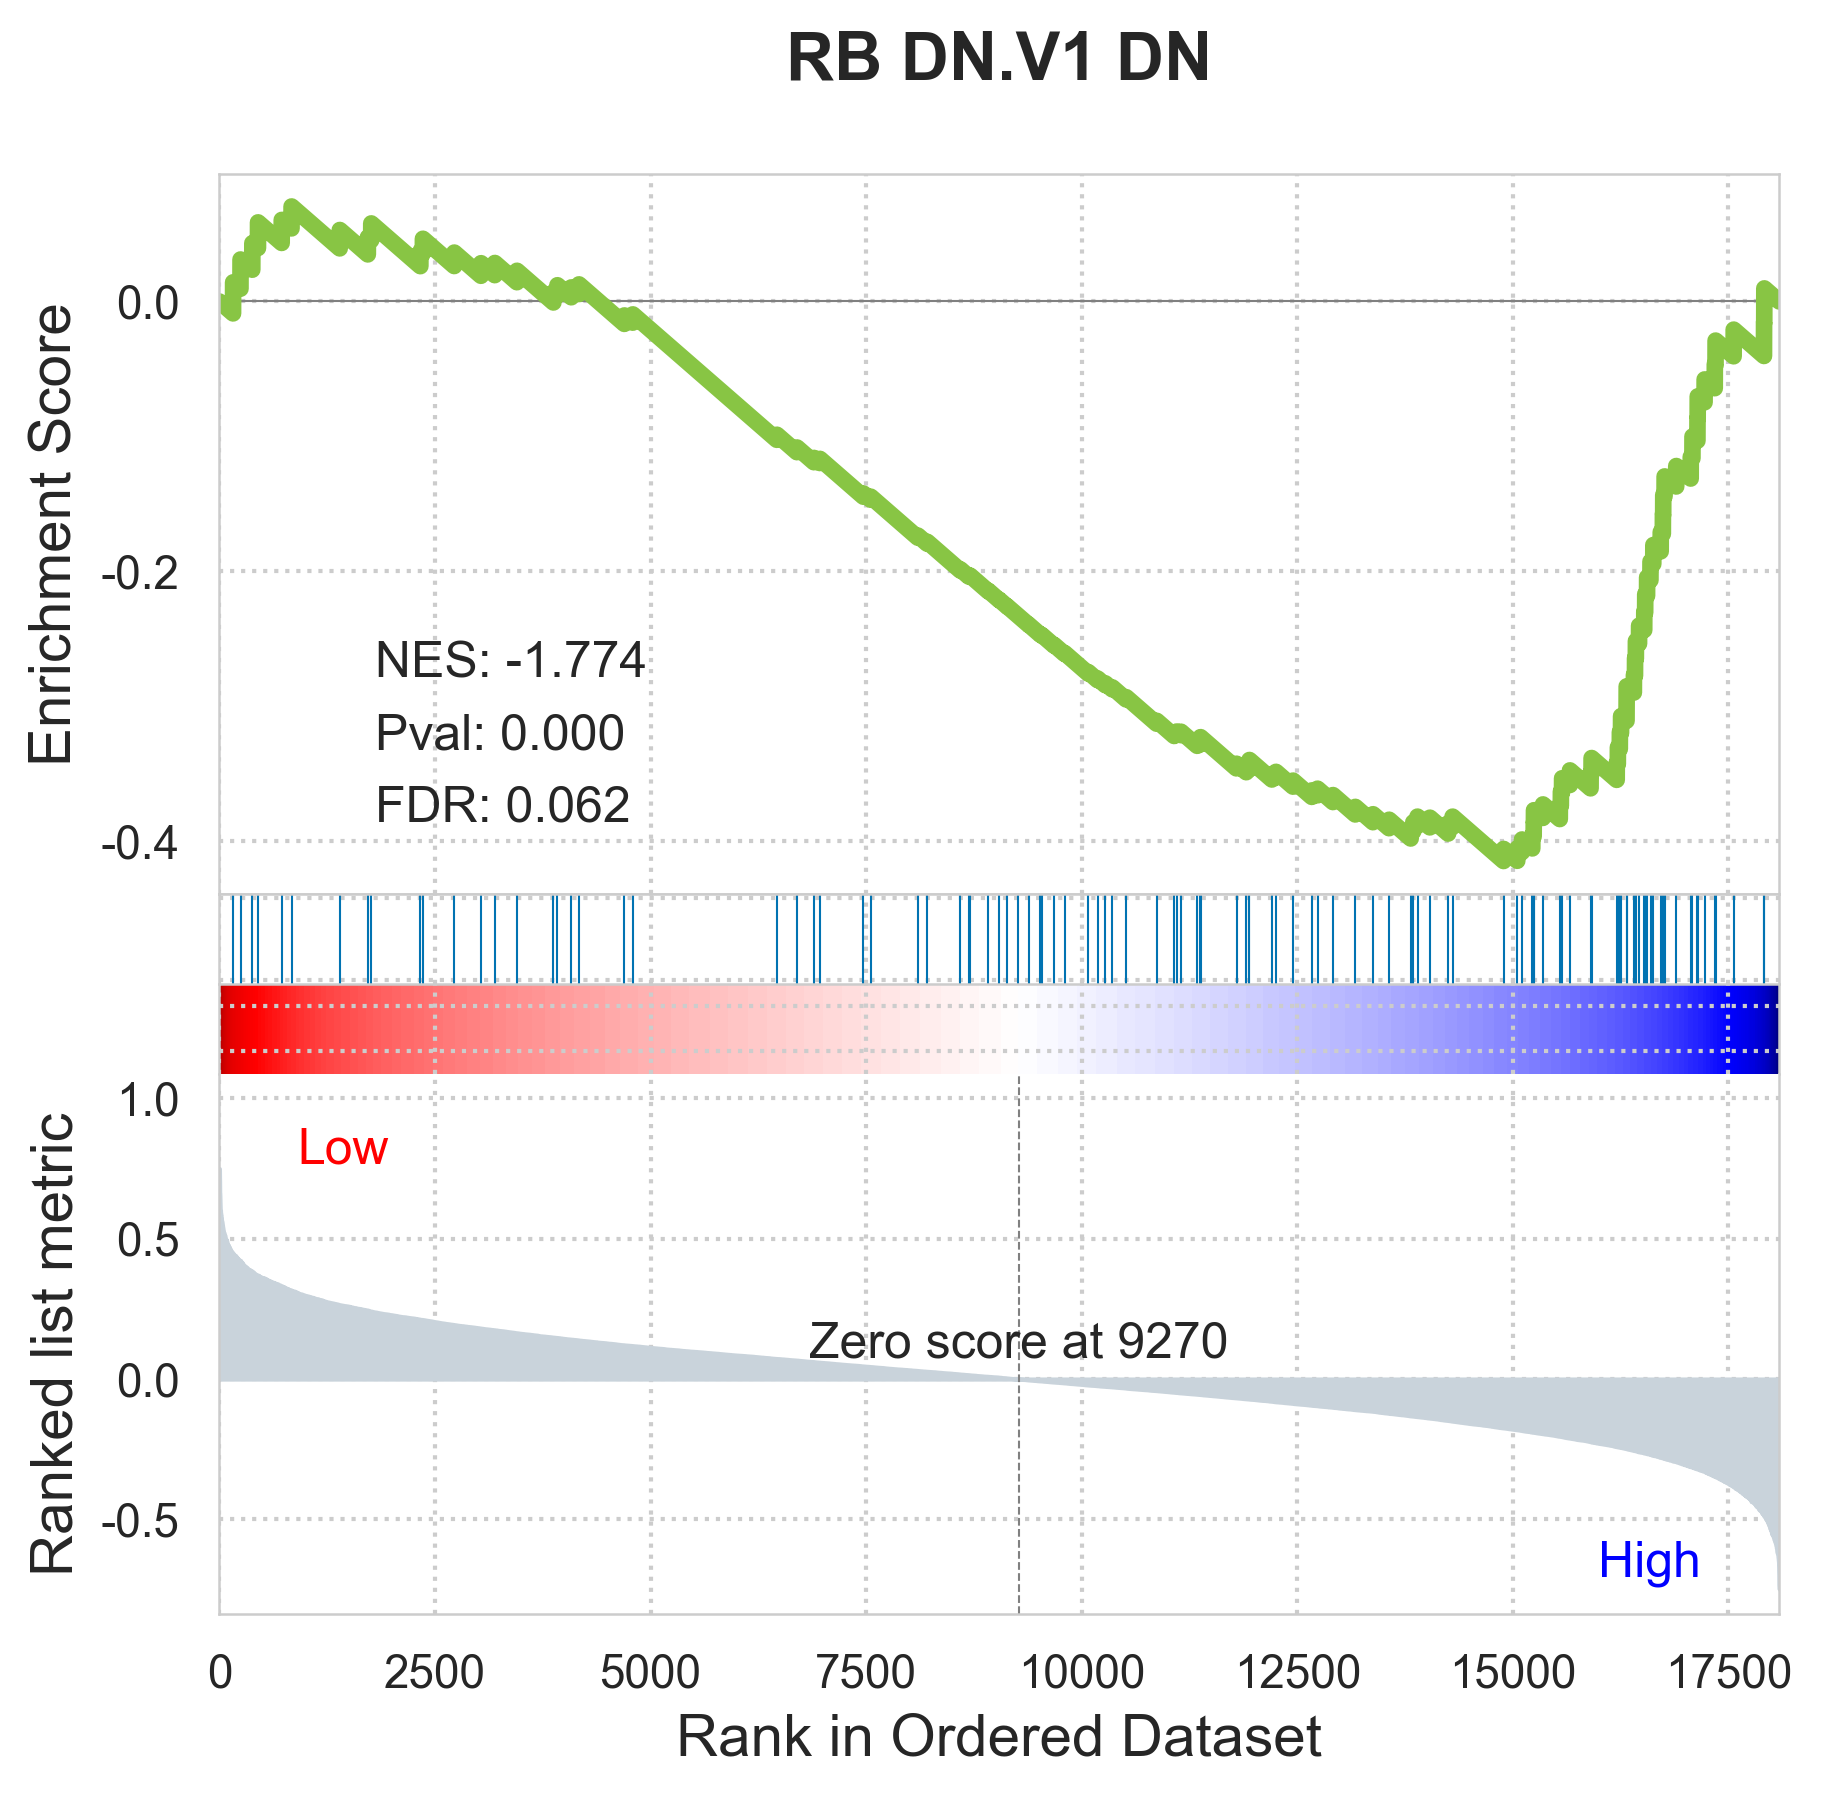 RB DN.V1 DN
Enrichment Score
0.0
-0.2
-0.4
NES: -1.774
Pval: 0.000
FDR: 0.062
Ranked list metric
1.0
0.5
0.0
-0.5
Low
Zero score at 9270
High
0 2500 5000 7500 10000 12500 15000 17500
Rank in Ordered Dataset